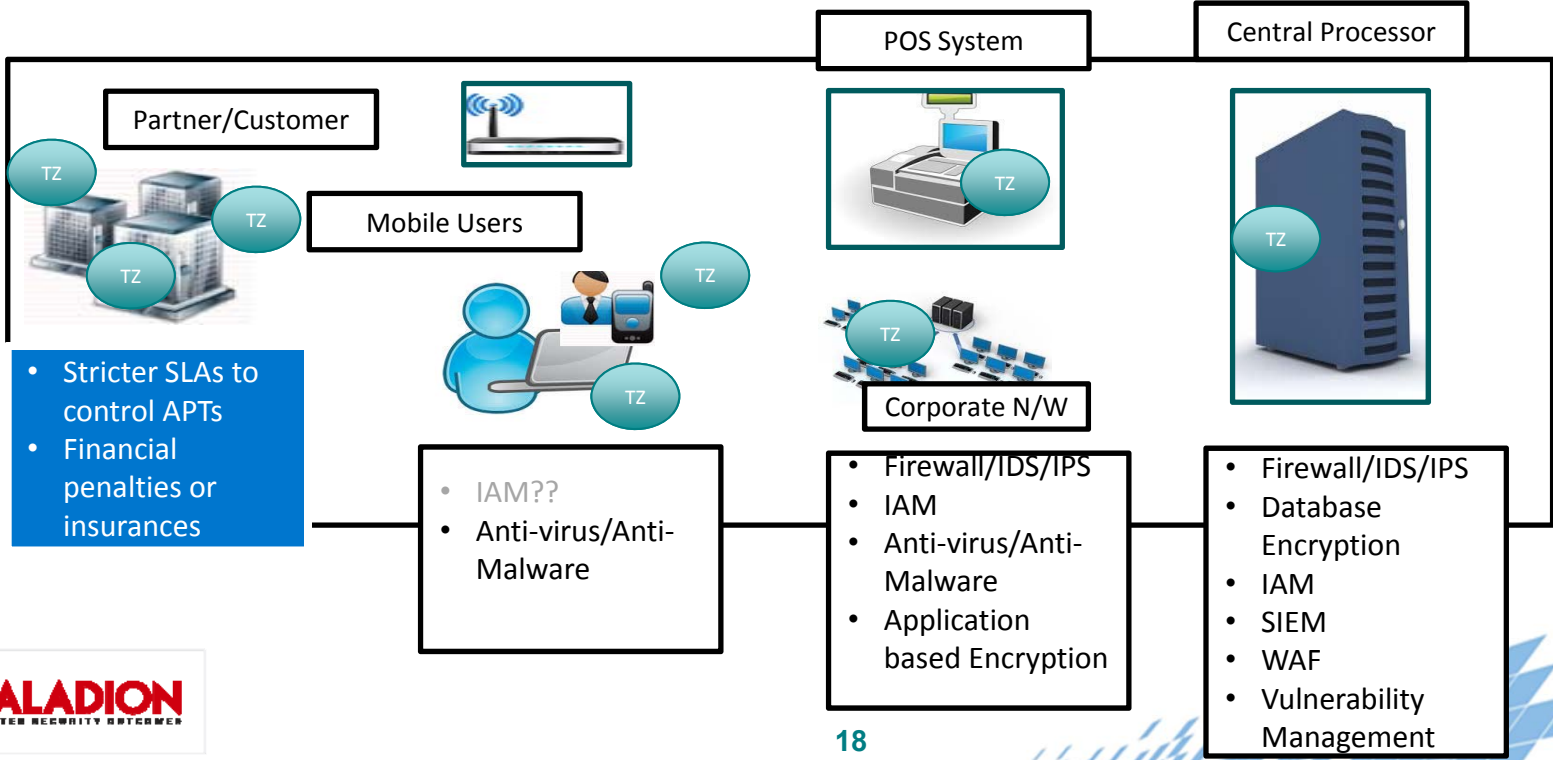 POS System
Central Processor
Partner/Customer
TZ
TZ
TZ
Mobile Users
TZ
TZ
TZ
TZ
Corporate N/W
TZ
• Stricter SLAs to
control APTs
• Financial
penalties or
insurances
• IAM??
• Anti-virus/Anti-
Malware
• Firewall/IDS/IPS
• IAM
• Anti-virus/Anti-
Malware
• Application
based Encryption
• Firewall/IDS/IPS
• Database
Encryption
• IAM
• SIEM
• WAF
• Vulnerability
Management
ALADION
SECURITY OUTCOMES
18